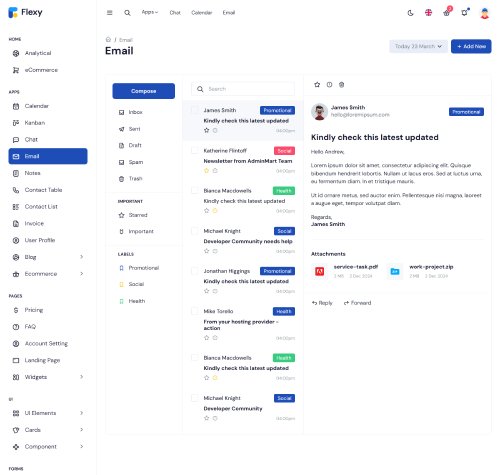 Flexy
Apps
Chat
Calendar
Email
HOME
Analytical
eCommerce
APPS
Calendar
Kanban
Chat
Email
Notes
Contact Table
Contact List
Invoice
User Profile
Blog
Ecommerce
PAGES
Pricing
FAQ
Account Setting
Landing Page
Widgets
UI
UI Elements
Cards
Component
FORMS
/ Email
Email
Today 23 March
+ Add New
Compose
Inbox
Sent
Draft
Spam
Trash
IMPORTANT
Starred
Important
LABELS
Promotional
Social
Health
Search
James Smith
Promotional
Kindly check this latest updated
04:00pm
Katherine Flintoff
Social
Newsletter from AdminMart Team
04:00pm
Bianca Macdowells
Health
Kindly check this latest updated
04:00pm
Michael Knight
Social
Developer Community needs help
04:00pm
Jonathan Higgings
Promotional
Kindly check this latest updated
04:00pm
Mike Torello
Health
From your hosting provider -
action
04:00pm
Bianca Macdowells
Health
Kindly check this latest updated
04:00pm
Michael Knight
Social
Developer Community
04:00pm
James Smith
hello@loremipsum.com
Promotional
Kindly check this latest updated
Hello Andrew,
Lorem ipsum dolor sit amet, consectetur adipiscing elit. Quisque
bibendum hendrerit lobortis. Nullam ut lacus eros. Sed at luctus urna,
eu fermentum diam. In et tristique mauris.
Ut id ornare metus, sed auctor enim. Pellentesque nisi magna, laoreet
a augue eget, tempor volutpat diam.
Regards,
James Smith
Attachments
service-task.pdf
2 MB 2 Dec 2024
work-project.zip
2 MB 2 Dec 2024
Reply
Forward